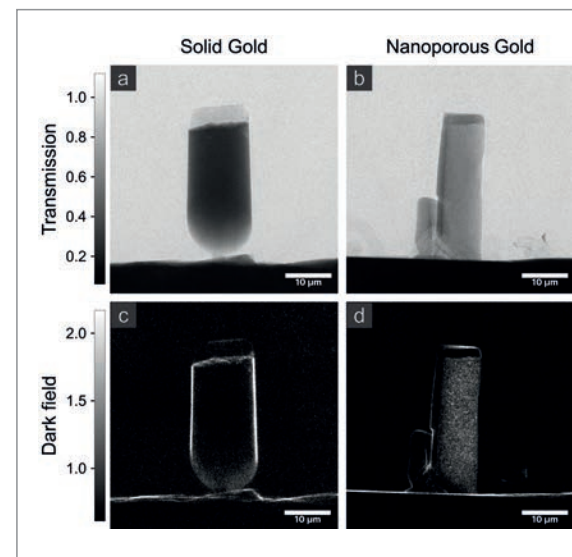 Solid Gold
Nanoporous Gold
Transmission
1.0
0.8
0.6
0.4
0.2
a
10 µm
b
10 µm
Dark field
2.0
1.5
1.0
c
10 µm
d
10 µm